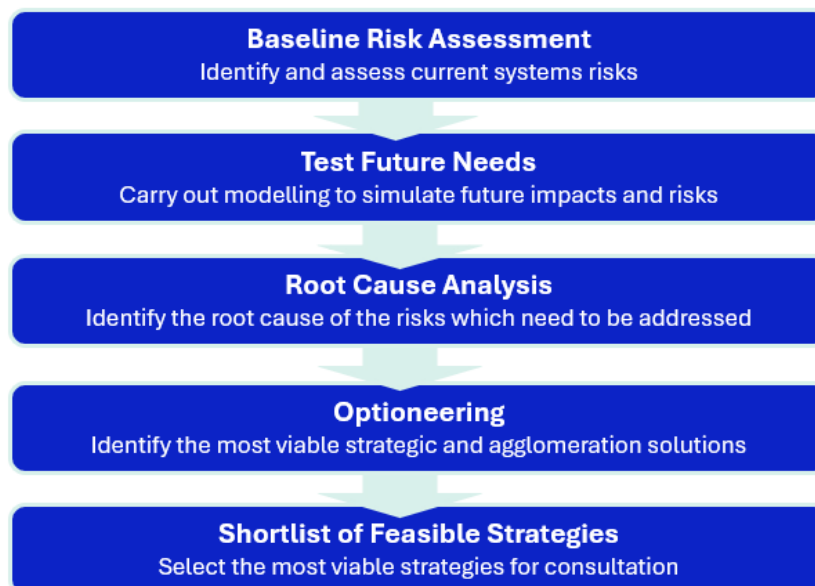 Baseline Risk Assessment
Identify and assess current systems risks
Test Future Needs
Carry out modelling to simulate future impacts and risks
Root Cause Analysis
Identify the root cause of the risks which need to be addressed
Optioneering
Identify the most viable strategic and agglomeration solutions
Shortlist of Feasible Strategies
Select the most viable strategies for consultation